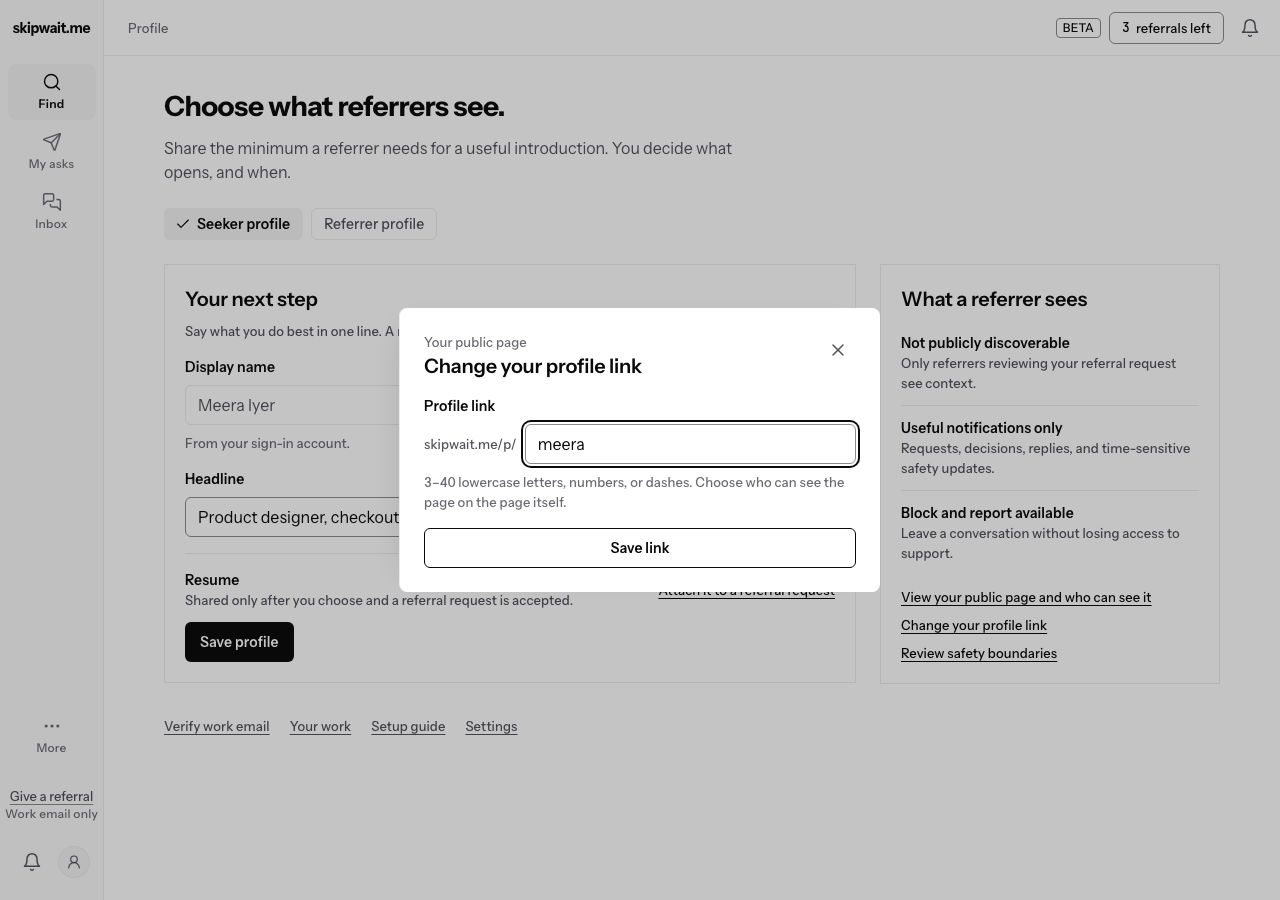 skipwait.me
Profile
BETA
3 referrals left
Find
My asks
Inbox
Choose what referrers see.
Share the minimum a referrer needs for a useful introduction. You decide what
opens, and when.
Seeker profile
Referrer profile
Your next step
Say what you do best in one line. A
Display name
Meera Iyer
From your sign-in account.
Headline
Product designer, checkout
Resume
Shared only after you choose and a referral request is accepted.
Attach it to a referral request
Save profile
Your public page
Change your profile link
Profile link
skipwait.me/p/
meera
3–40 lowercase letters, numbers, or dashes. Choose who can see the
page on the page itself.
Save link
What a referrer sees
Not publicly discoverable
Only referrers reviewing your referral request
see context.
Useful notifications only
Requests, decisions, replies, and time-sensitive
safety updates.
Block and report available
Leave a conversation without losing access to
support.
View your public page and who can see it
Change your profile link
Review safety boundaries
Verify work email
Your work
Setup guide
Settings
More
Give a referral
Work email only